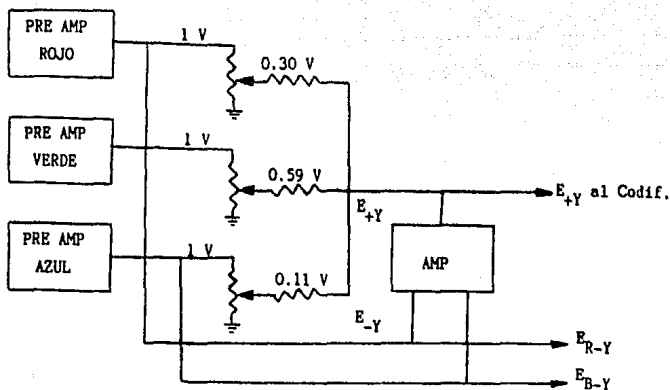 PRE AMP
ROJO
1 V
0.30 V
PRE AMP
VERDE
1 V
0.59 V
E+Y
E+Y al Codif.
PRE AMP
AZUL
1 V
0.11 V
AMP
E-Y
ER-Y
EB-Y